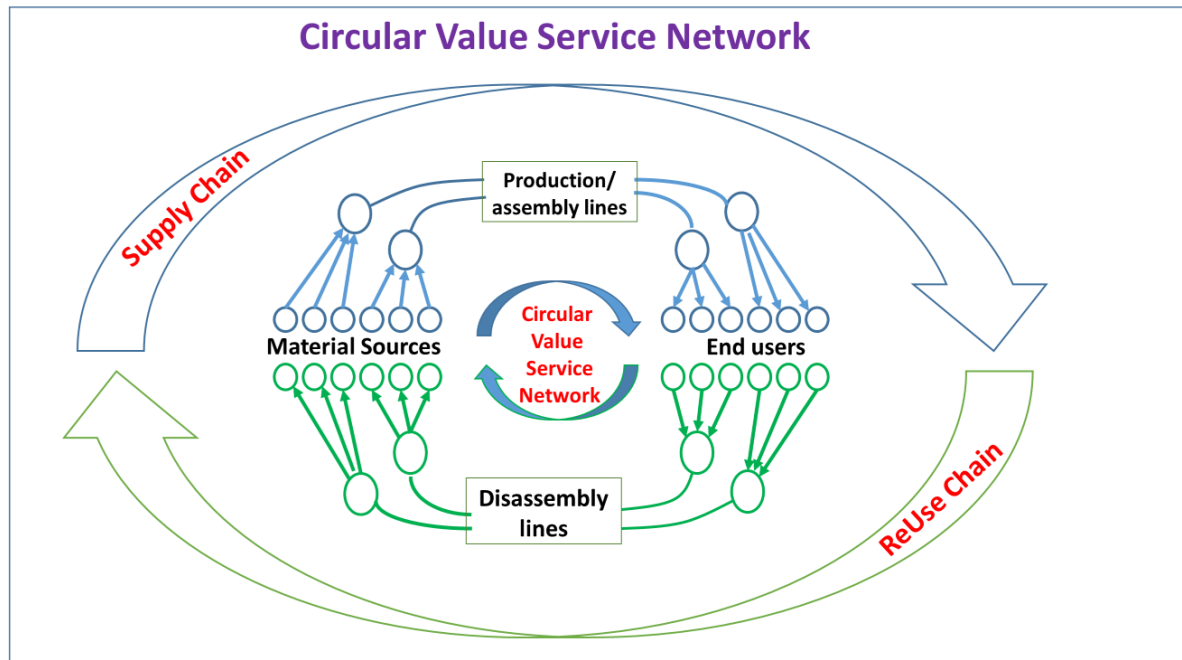 Circular Value Service Network
Supply Chain
Production/
assembly lines
Circular
Value
Service
Network
Material Sources
End users
Disassembly
lines
ReUse Chain